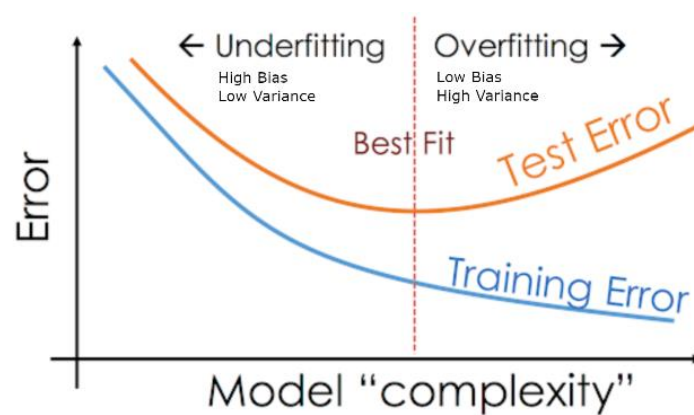 ← Underfitting
High Bias
Low Variance
Overfitting →
Low Bias
High Variance
Best Fit
Test Error
Training Error
Error
Model “complexity”